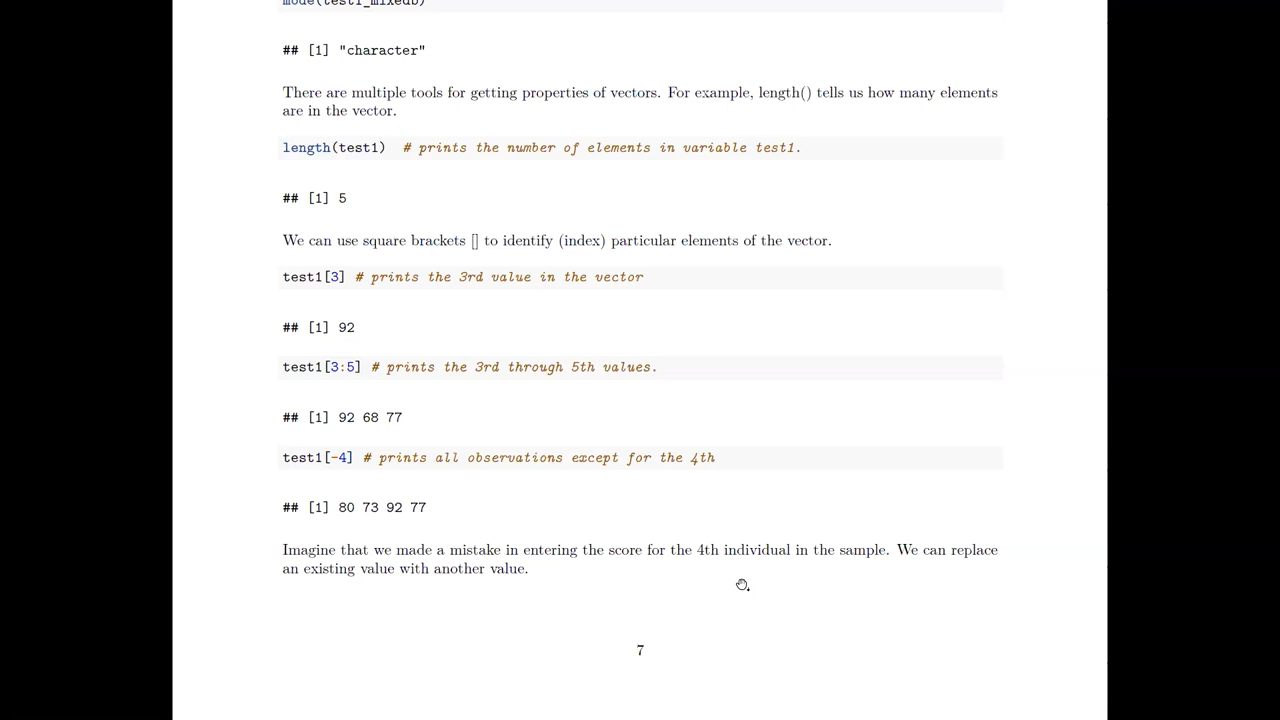 mode(test1_mixedb)
## [1] "character"
There are multiple tools for getting properties of vectors. For example, length() tells us how many elements
are in the vector.
length(test1) # prints the number of elements in variable test1.
## [1] 5
We can use square brackets [] to identify (index) particular elements of the vector.
test1[3] # prints the 3rd value in the vector
## [1] 92
test1[3:5] # prints the 3rd through 5th values.
## [1] 92 68 77
test1[-4] # prints all observations except for the 4th
## [1] 80 73 92 77
Imagine that we made a mistake in entering the score for the 4th individual in the sample. We can replace
an existing value with another value.
7